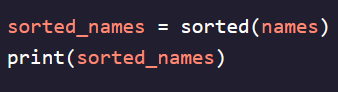 sorted_names = sorted(names)
print(sorted_names)